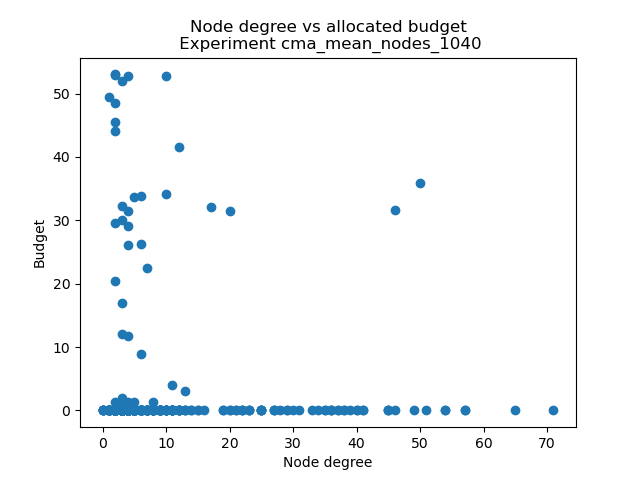 Node degree vs allocated budget
Experiment cma_mean_nodes_1040
50
40
30
20
10
0
Budget
0 10 20 30 40 50 60 70
Node degree